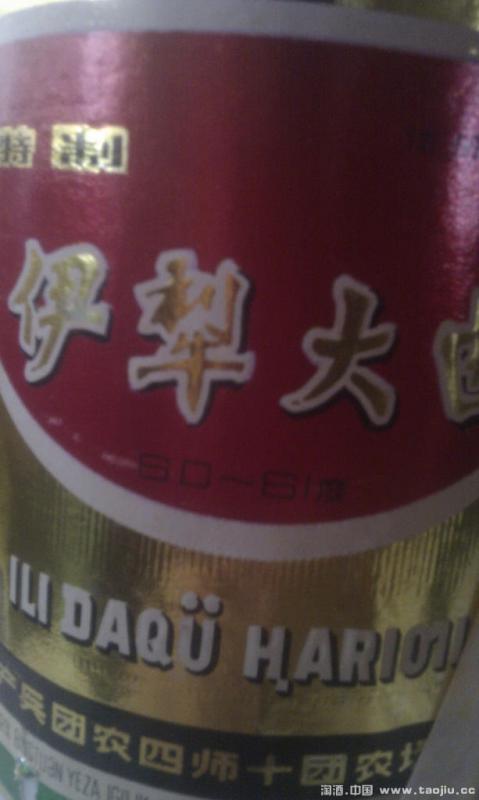 特制
伊犁大曲
60～61度
ILI DAQÜ
产兵团农四师十团农场
淘酒.中国 www.taojiu.cc